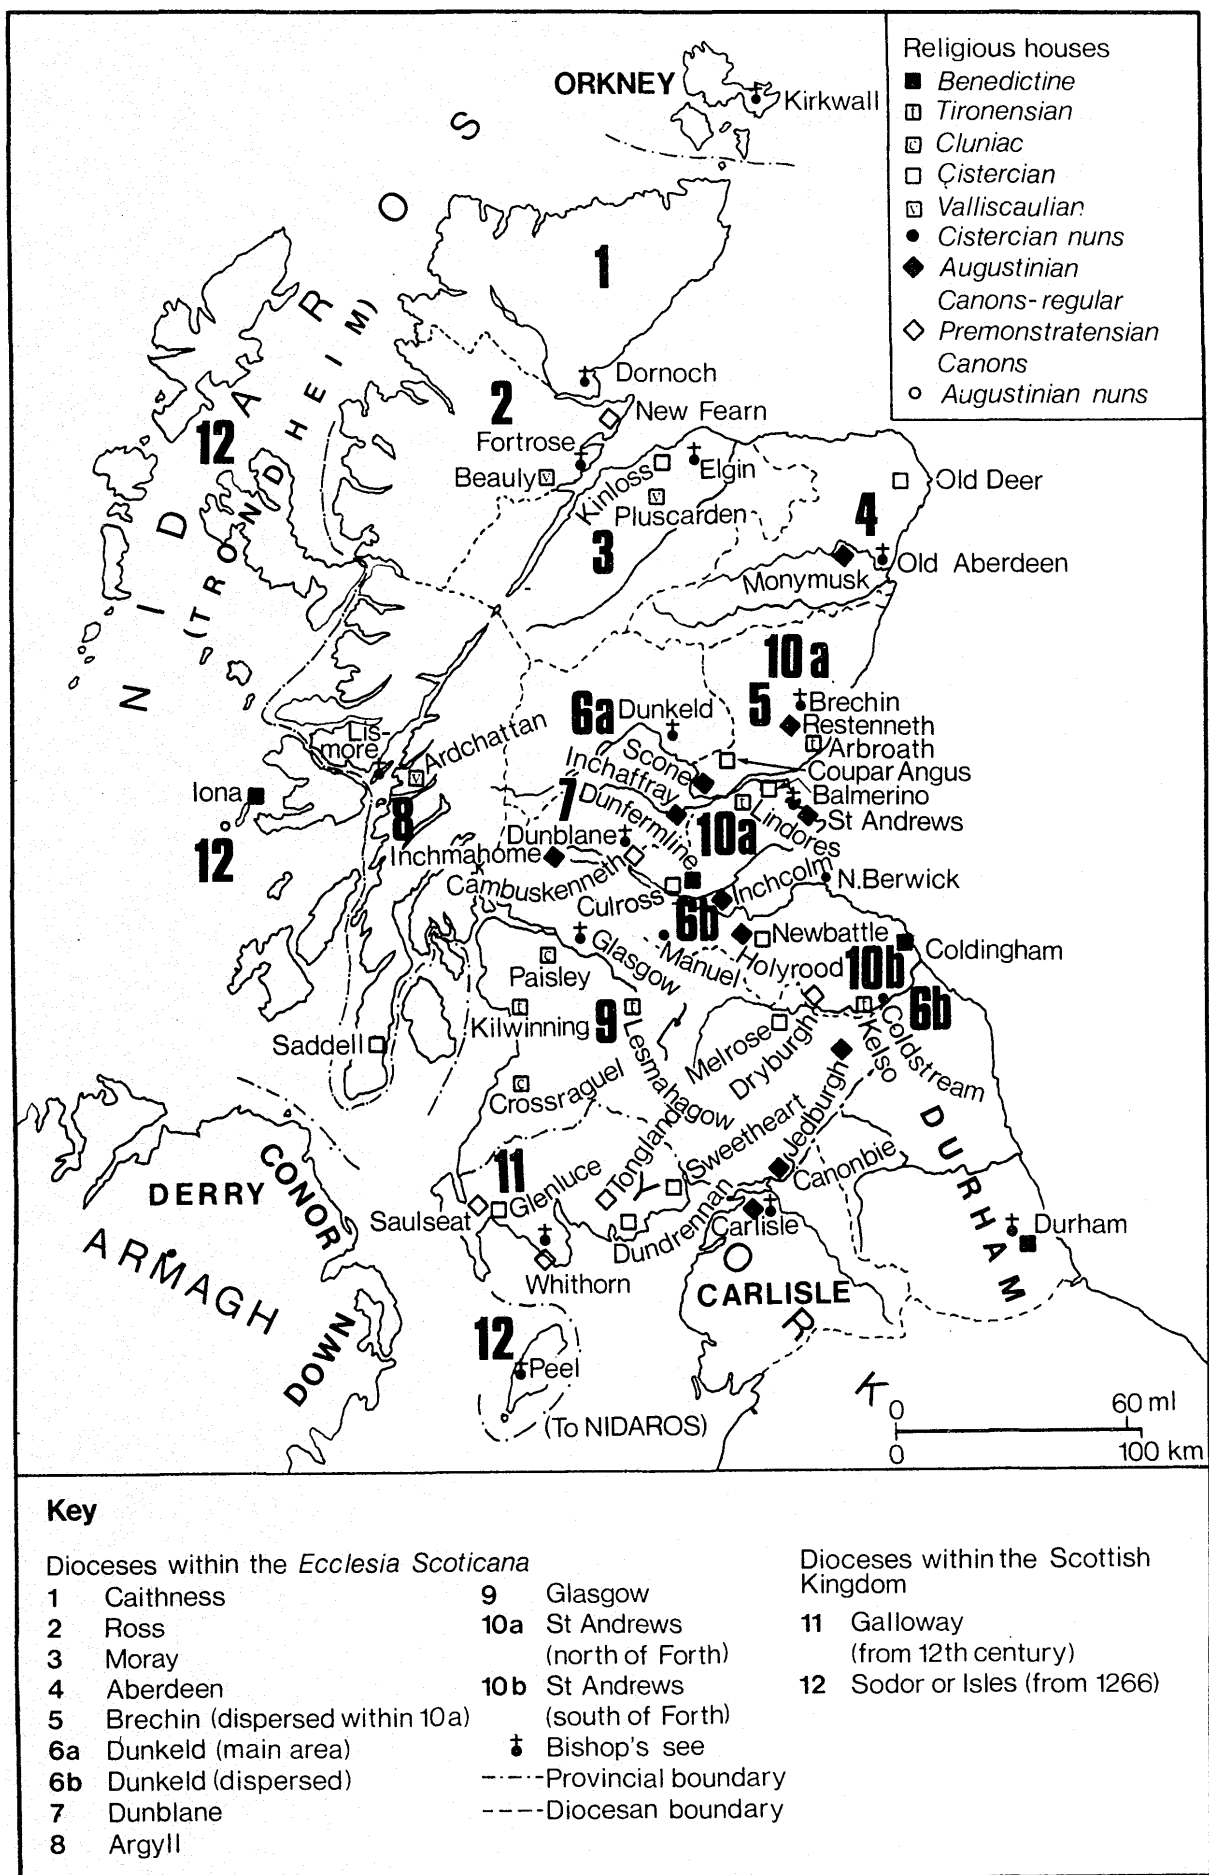 Religious houses
Benedictine
t Tironensian
c Cluniac
Cistercian
v Valliscaulian
Cistercian nuns
Augustinian
Canons-regular
Premonstratensian
Canons
Augustinian nuns
ORKNEY
Kirkwall
NIDAROS
(TRONDHEIM)
1
Dornoch
2
New Fearn
12
Fortrose
Beauly v
Kinloss
Elgin
Old Deer
v
Pluscarden
4
3
Monymusk
Old Aberdeen
10a
6a
Dunkeld
5
Brechin
Restenneth
t
Arbroath
Lis-
more
Ardchattan
v
Scone
Coupar Angus
Inchaffray
Iona
7
Balmerino
t
Lindores
St Andrews
8
Dunfermline
10a
12
Dunblane
Inchmahome
Cambuskenneth
Inchcolm
N.Berwick
Culross
6b
Glasgow
Manuel
Newbattle
Coldingham
c
Paisley
Holyrood
10b
6b
t
Kilwinning
9
t
Lesmahagow
Melrose
Dryburgh
t
Kelso
Coldstream
Saddell
c
Crossraguel
Jedburgh
DURHAM
Sweetheart
Tongland
11
Glenluce
Canonbie
DERRY
CONOR
Saulseat
Dundrennan
Carlisle
Durham
ARMAGH
Whithorn
YORK
CARLISLE
DOWN
12
Peel
(To NIDAROS)
0 60 ml
0 100 km
Key
Dioceses within the Ecclesia Scoticana
1 Caithness
2 Ross
3 Moray
4 Aberdeen
5 Brechin (dispersed within 10a)
6a Dunkeld (main area)
6b Dunkeld (dispersed)
7 Dunblane
8 Argyll
9 Glasgow
10a St Andrews
(north of Forth)
10b St Andrews
(south of Forth)
Bishop's see
Provincial boundary
Diocesan boundary
Dioceses within the Scottish
Kingdom
11 Galloway
(from 12th century)
12 Sodor or Isles (from 1266)